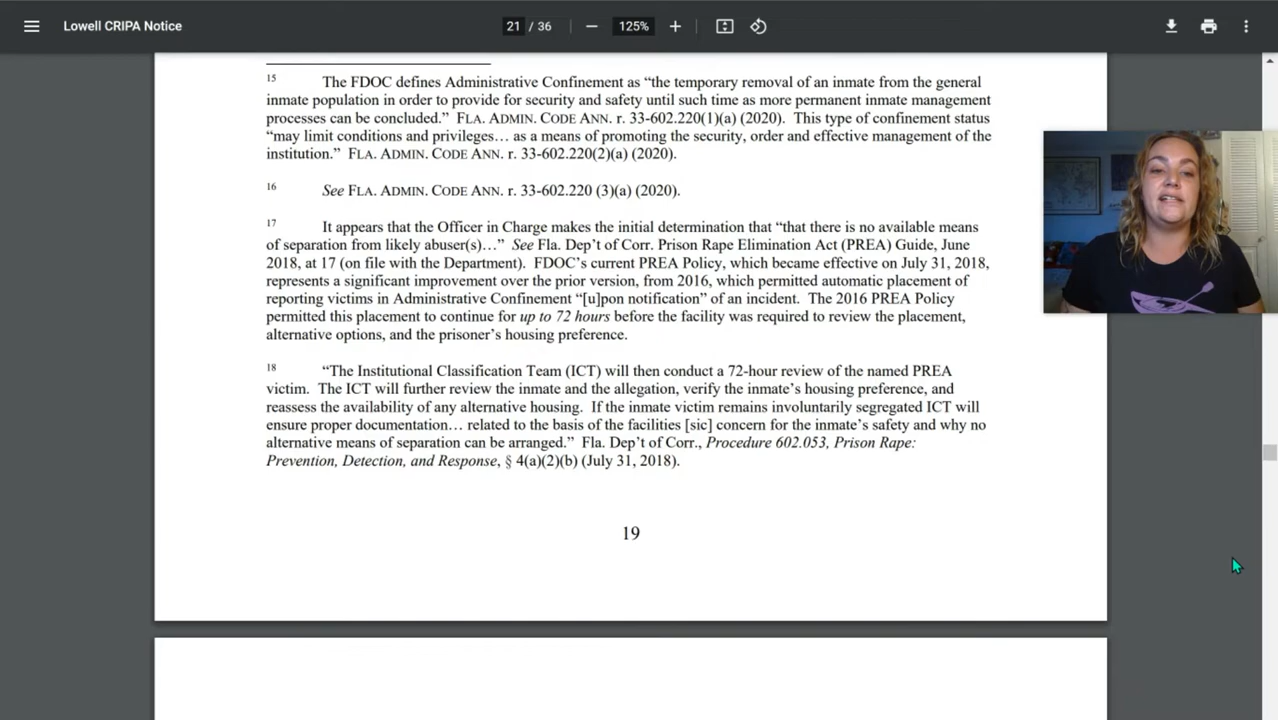 Lowell CRIPA Notice
21 / 36
125%
15 The FDOC defines Administrative Confinement as “the temporary removal of an inmate from the general
inmate population in order to provide for security and safety until such time as more permanent inmate management
processes can be concluded.” FLA. ADMIN. CODE ANN. r. 33-602.220(1)(a) (2020). This type of confinement status
“may limit conditions and privileges… as a means of promoting the security, order and effective management of the
institution.” FLA. ADMIN. CODE ANN. r. 33-602.220(2)(a) (2020).
16 See FLA. ADMIN. CODE ANN. r. 33-602.220 (3)(a) (2020).
17 It appears that the Officer in Charge makes the initial determination that “that there is no available means
of separation from likely abuser(s)…” See Fla. Dep’t of Corr. Prison Rape Elimination Act (PREA) Guide, June
2018, at 17 (on file with the Department). FDOC’s current PREA Policy, which became effective on July 31, 2018,
represents a significant improvement over the prior version, from 2016, which permitted automatic placement of
reporting victims in Administrative Confinement “[u]pon notification” of an incident. The 2016 PREA Policy
permitted this placement to continue for up to 72 hours before the facility was required to review the placement,
alternative options, and the prisoner’s housing preference.
18 “The Institutional Classification Team (ICT) will then conduct a 72-hour review of the named PREA
victim. The ICT will further review the inmate and the allegation, verify the inmate’s housing preference, and
reassess the availability of any alternative housing. If the inmate victim remains involuntarily segregated ICT will
ensure proper documentation… related to the basis of the facilities [sic] concern for the inmate’s safety and why no
alternative means of separation can be arranged.” Fla. Dep’t of Corr., Procedure 602.053, Prison Rape:
Prevention, Detection, and Response, § 4(a)(2)(b) (July 31, 2018).
19